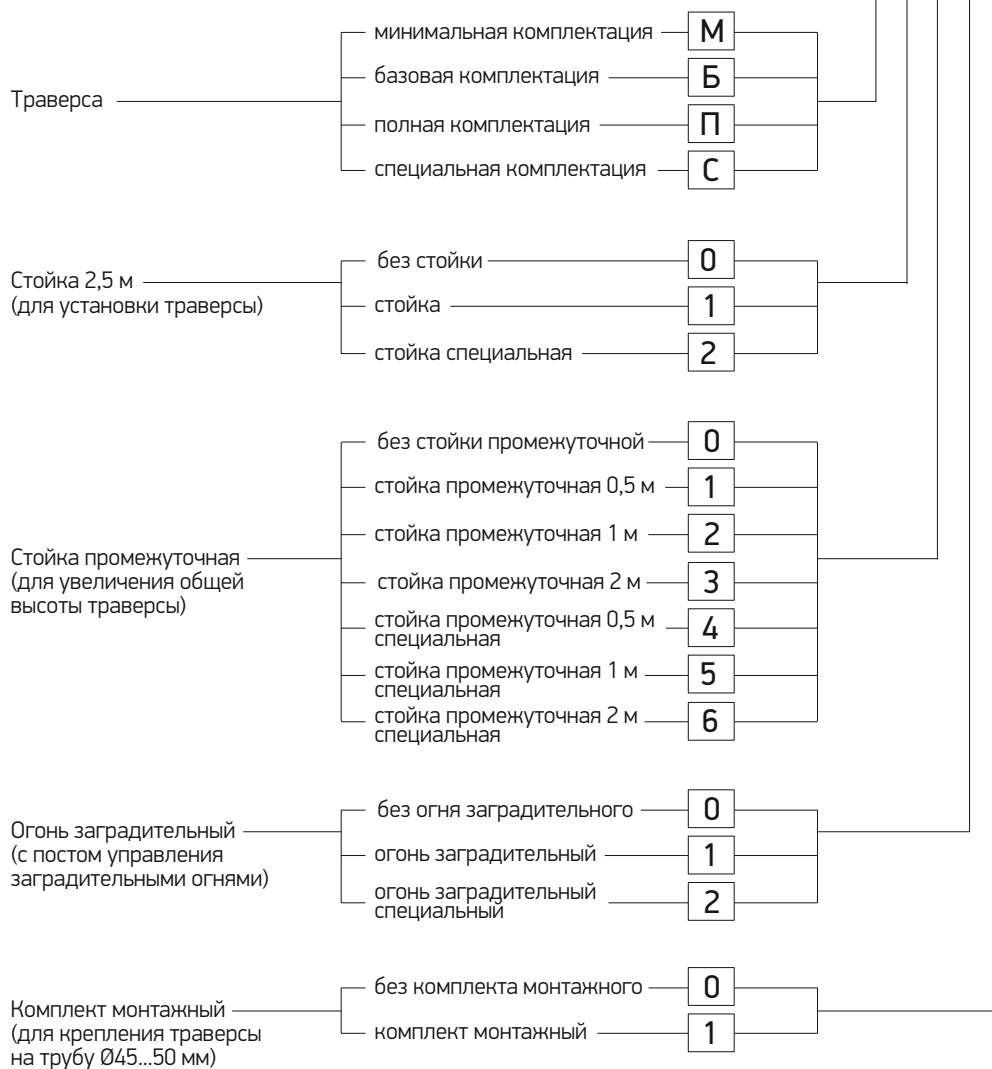 Траверса
минимальная комплектация М
базовая комплектация Б
полная комплектация П
специальная комплектация С
Стойка 2,5 м
(для установки траверсы)
без стойки 0
стойка 1
стойка специальная 2
Стойка промежуточная
(для увеличения общей
высоты траверсы)
без стойки промежуточной 0
стойка промежуточная 0,5 м 1
стойка промежуточная 1 м 2
стойка промежуточная 2 м 3
стойка промежуточная 0,5 м
специальная 4
стойка промежуточная 1 м
специальная 5
стойка промежуточная 2 м
специальная 6
Огонь заградительный
(с постом управления
заградительными огнями)
без огня заградительного 0
огонь заградительный 1
огонь заградительный
специальный 2
Комплект монтажный
(для крепления траверсы
на трубу Ø45...50 мм)
без комплекта монтажного 0
комплект монтажный 1